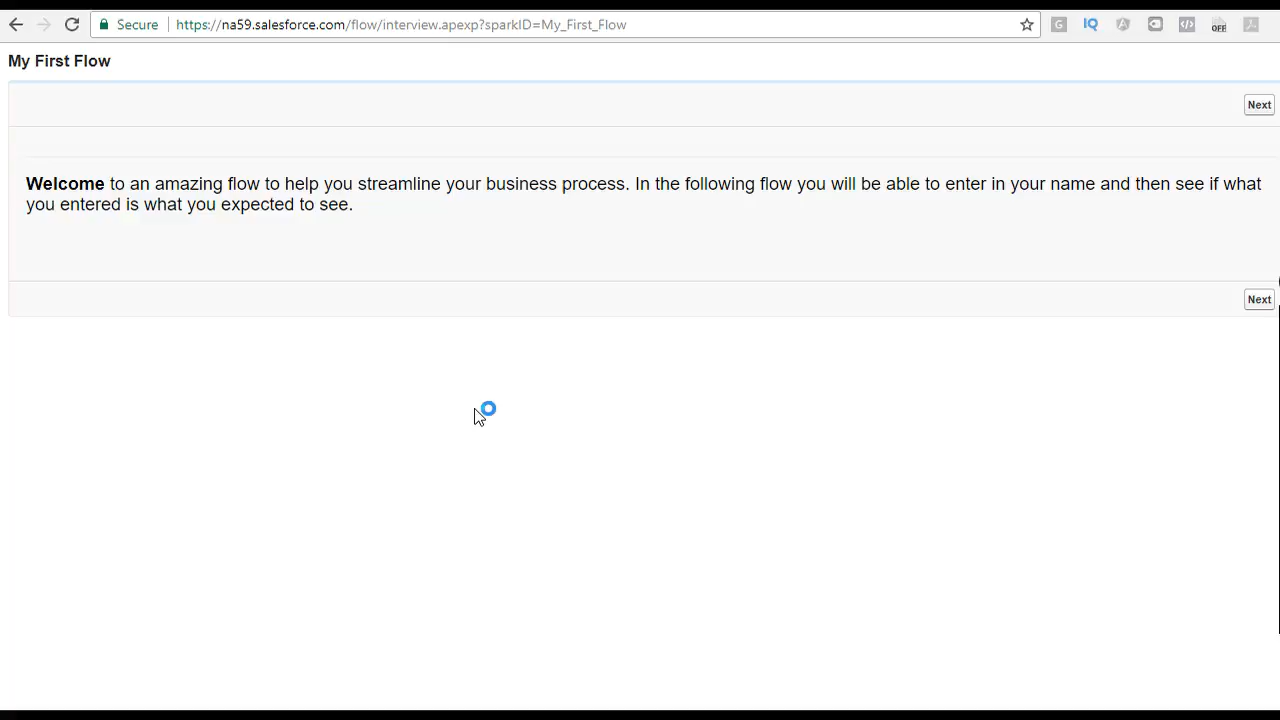 Secure https://na59.salesforce.com/flow/interview.apexp?sparkID=My_First_Flow G IQ OFF
My First Flow
Next
Welcome to an amazing flow to help you streamline your business process. In the following flow you will be able to enter in your name and then see if what
you entered is what you expected to see.
Next